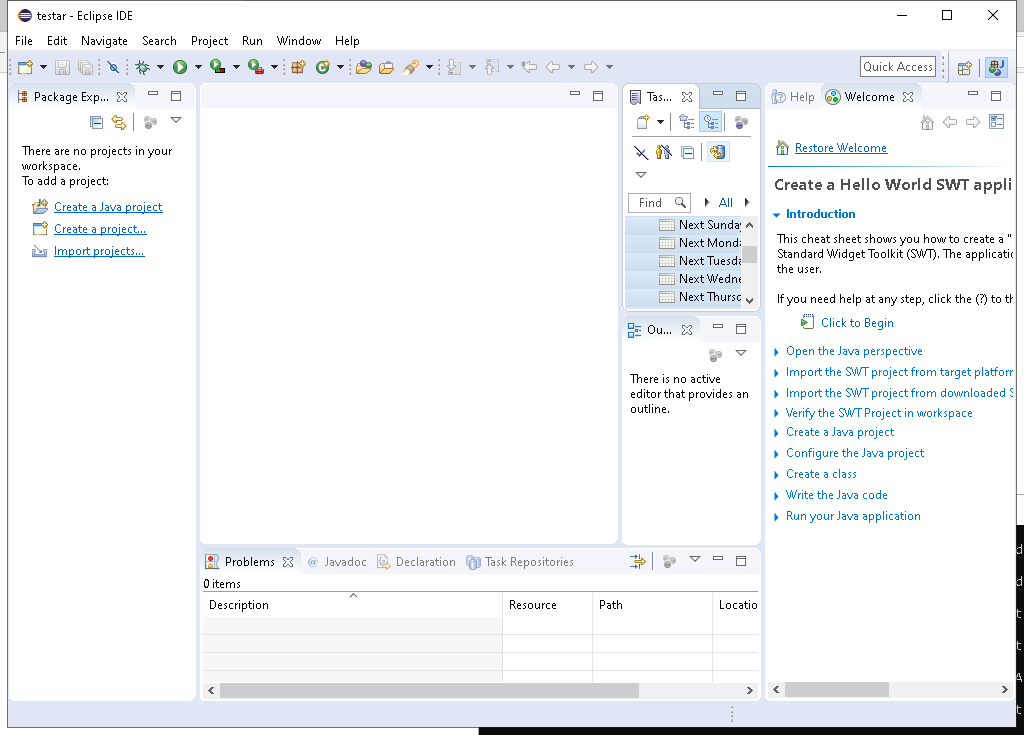 testar - Eclipse IDE
File Edit Navigate Search Project Run Window Help
Quick Access
Package Exp...
There are no projects in your
workspace.
To add a project:
Create a Java project
Create a project...
Import projects...
Tas...
Find
All
Next Sunday
Next Monda
Next Tuesda
Next Wedne
Next Thursd
Ou...
There is no active
editor that provides an
outline.
Help Welcome
Restore Welcome
Create a Hello World SWT appli
Introduction
This cheat sheet shows you how to create a "
Standard Widget Toolkit (SWT). The applicatio
the user.
If you need help at any step, click the (?) to th
Click to Begin
Open the Java perspective
Import the SWT project from target platforr
Import the SWT project from downloaded S
Verify the SWT Project in workspace
Create a Java project
Configure the Java project
Create a class
Write the Java code
Run your Java application
Problems @ Javadoc Declaration Task Repositories
0 items
Description Resource Path Locatio